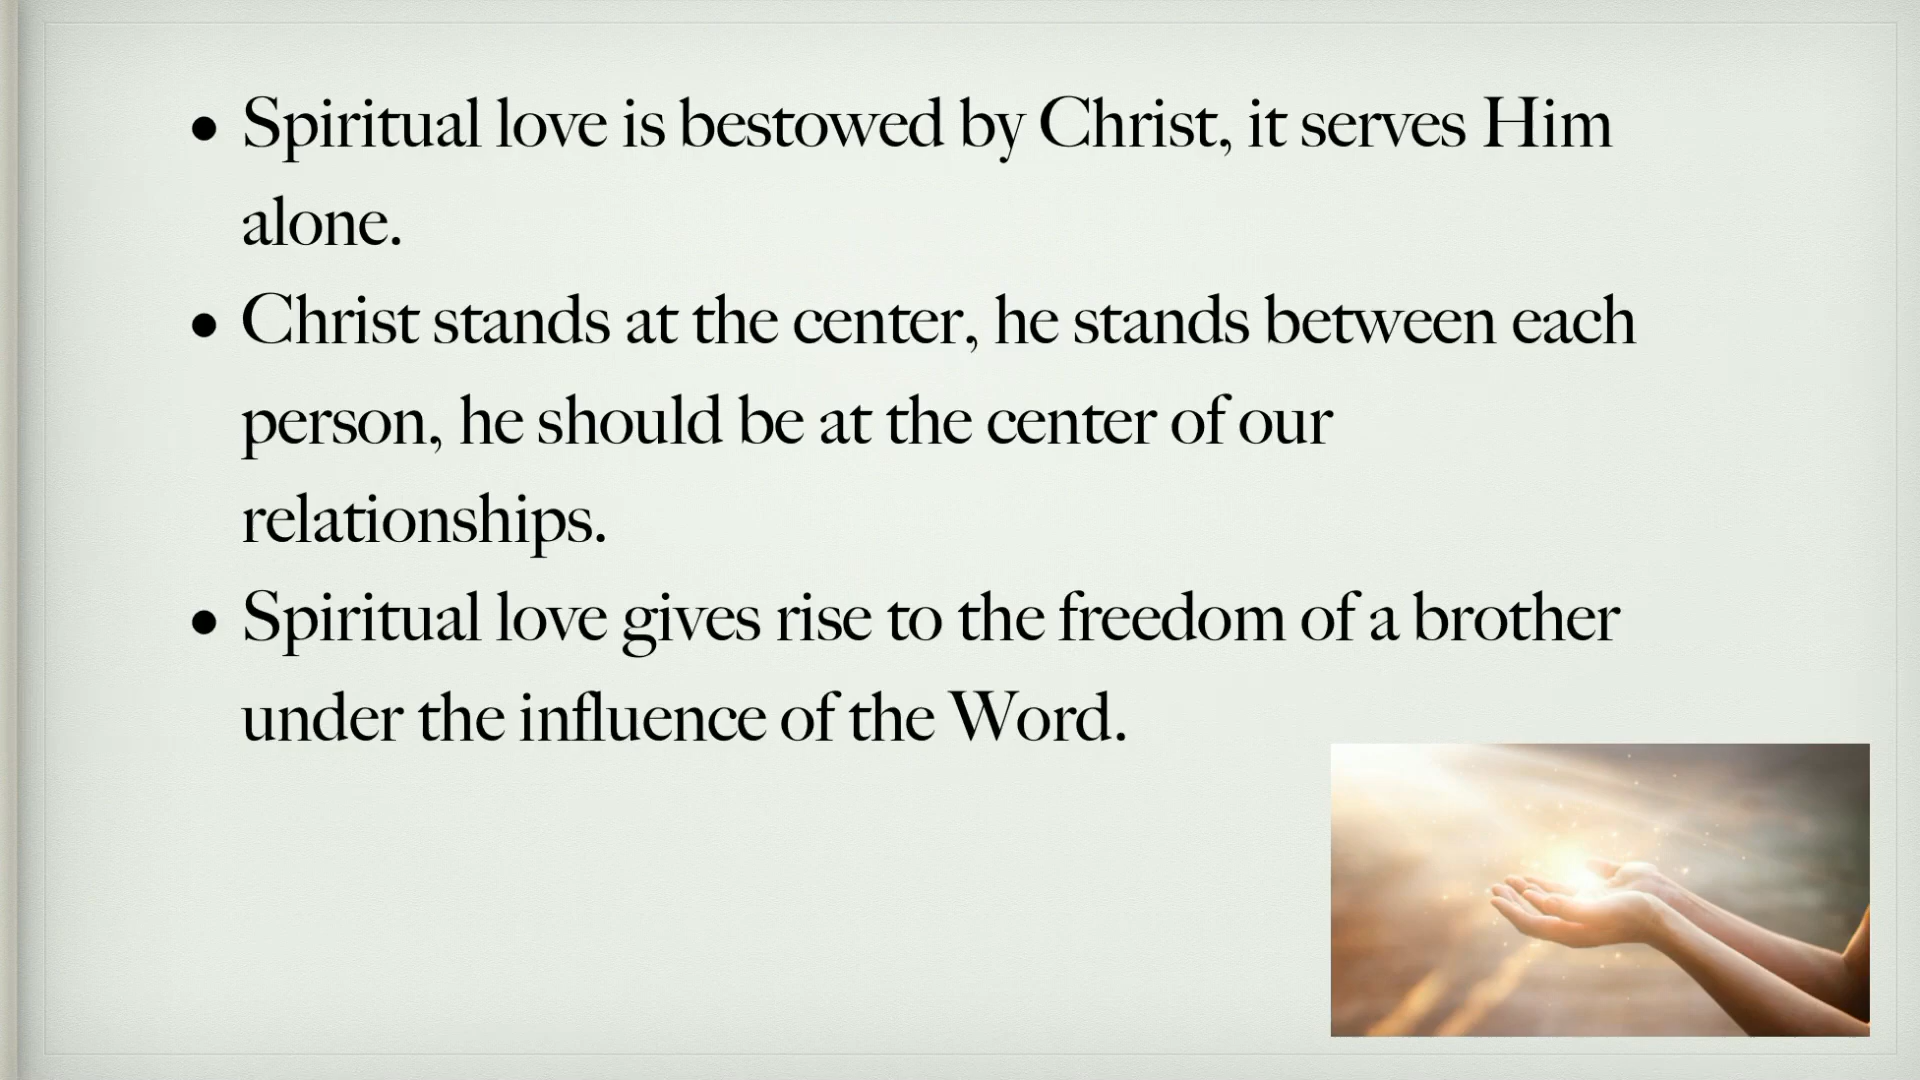 • Spiritual love is bestowed by Christ, it serves Him
alone.
• Christ stands at the center, he stands between each
person, he should be at the center of our
relationships.
• Spiritual love gives rise to the freedom of a brother
under the influence of the Word.